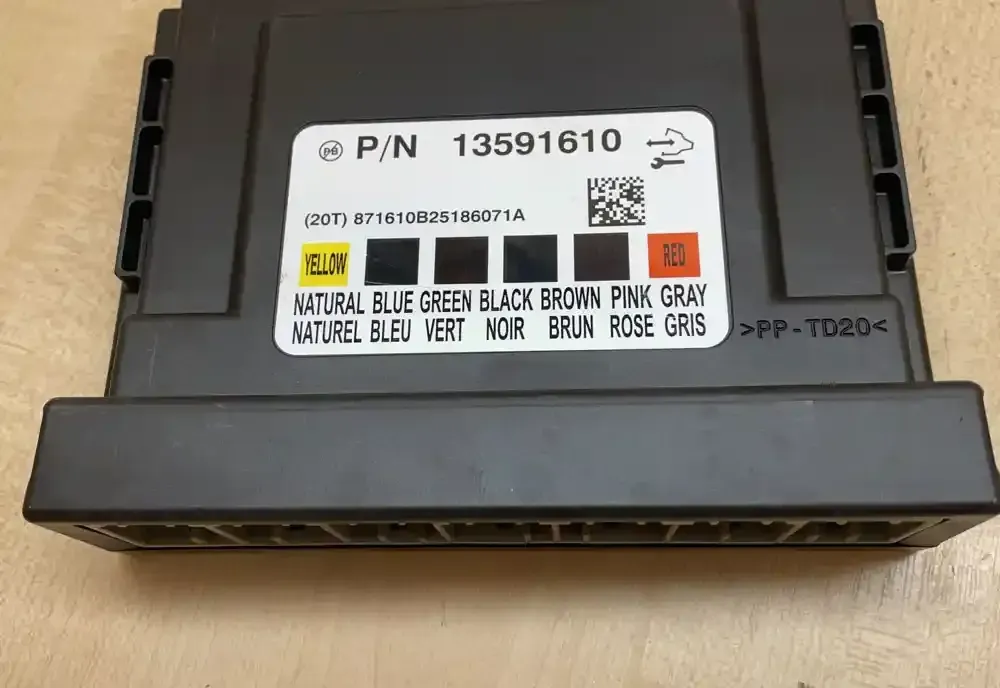 P/N 13591610
(20T) 871610B25186071A
YELLOW RED
NATURAL BLUE GREEN BLACK BROWN PINK GRAY
NATUREL BLEU VERT NOIR BRUN ROSE GRIS
>PP-TD20<